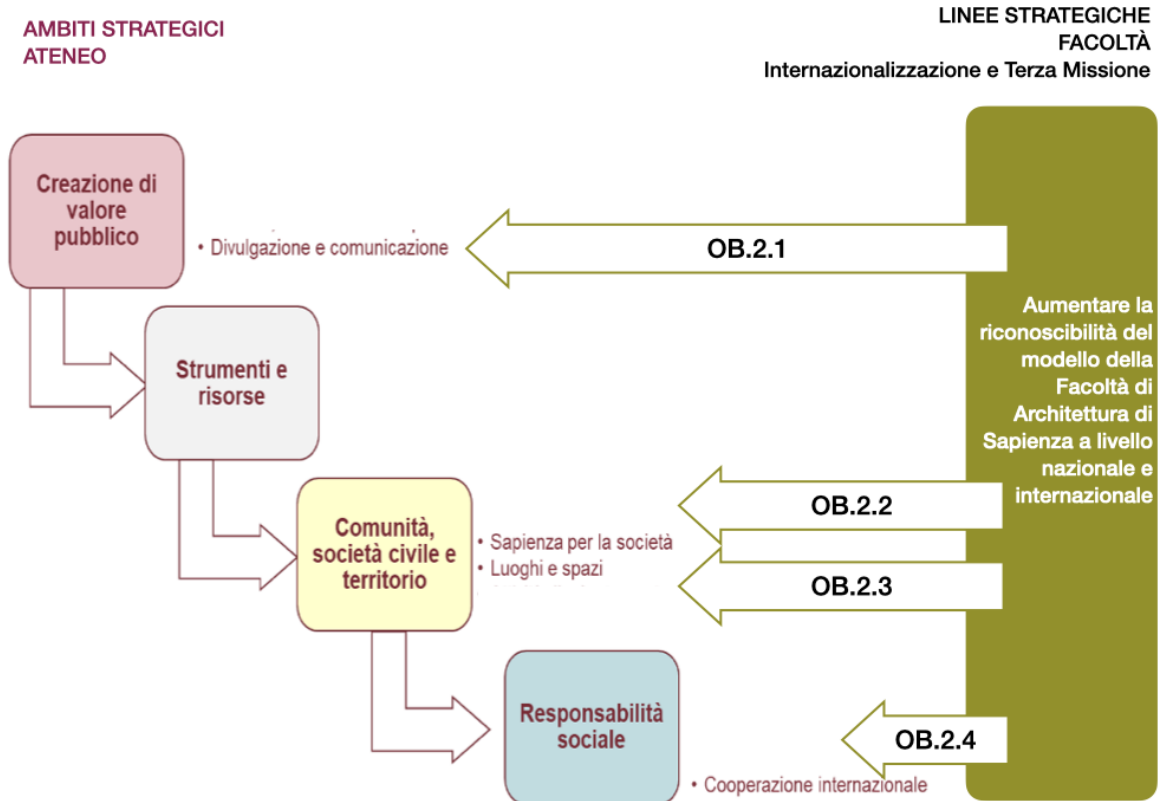 AMBITI STRATEGICI
ATENEO
LINEE STRATEGICHE
FACOLTÀ
Internazionalizzazione e Terza Missione
Creazione di
valore
pubblico
• Divulgazione e comunicazione
OB.2.1
Strumenti e
risorse
Aumentare la
riconoscibilità del
modello della
Facoltà di
Architettura di
Sapienza a livello
nazionale e
internazionale
OB.2.2
Comunità,
società civile e
territorio
• Sapienza per la società
• Luoghi e spazi
OB.2.3
Responsabilità
sociale
OB.2.4
• Cooperazione internazionale